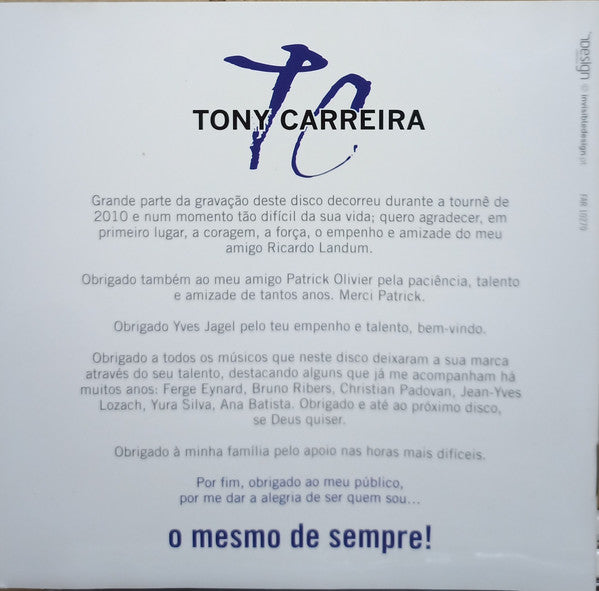 TC
TONY CARREIRA
Grande parte da gravação deste disco decorreu durante a tournê de
2010 e num momento tão difícil da sua vida; quero agradecer, em
primeiro lugar, a coragem, a força, o empenho e amizade do meu
amigo Ricardo Landum.
Obrigado também ao meu amigo Patrick Olivier pela paciência, talento
e amizade de tantos anos. Merci Patrick.
Obrigado Yves Jagel pelo teu empenho e talento, bem-vindo.
Obrigado a todos os músicos que neste disco deixaram a sua marca
através do seu talento, destacando alguns que já me acompanham há
muitos anos: Ferge Eynard, Bruno Ribers, Christian Padovan, Jean-Yves
Lozach, Yura Silva, Ana Batista. Obrigado e até ao próximo disco,
se Deus quiser.
Obrigado à minha família pelo apoio nas horas mais difíceis.
Por fim, obrigado ao meu público,
por me dar a alegria de ser quem sou...
o mesmo de sempre!
Design
© invisibledesign.pt
FAR 10270